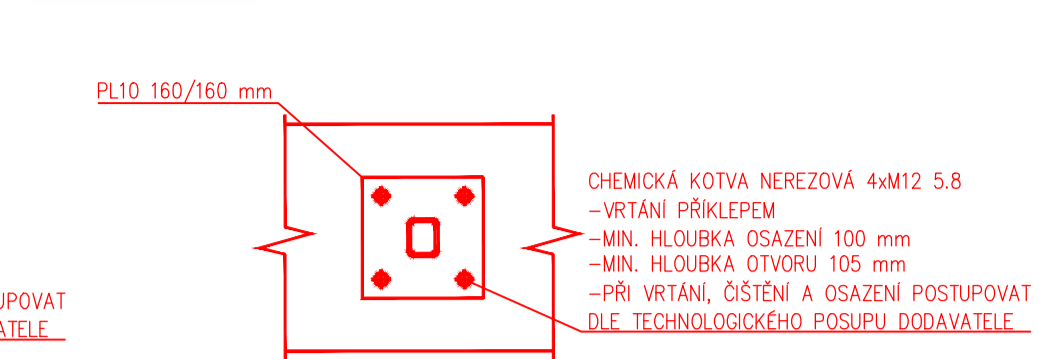 PL10 160/160 mm
CHEMICKÁ KOTVA NEREZOVÁ 4xM12 5.8
-VRTÁNÍ PŘÍKLEPEM
-MIN. HLOUBKA OSAZENÍ 100 mm
-MIN. HLOUBKA OTVORU 105 mm
-PŘI VRTÁNÍ, ČIŠTĚNÍ A OSAZENÍ POSTUPOVAT
DLE TECHNOLOGICKÉHO POSUPU DODAVATELE
UPOVAT
ATELE